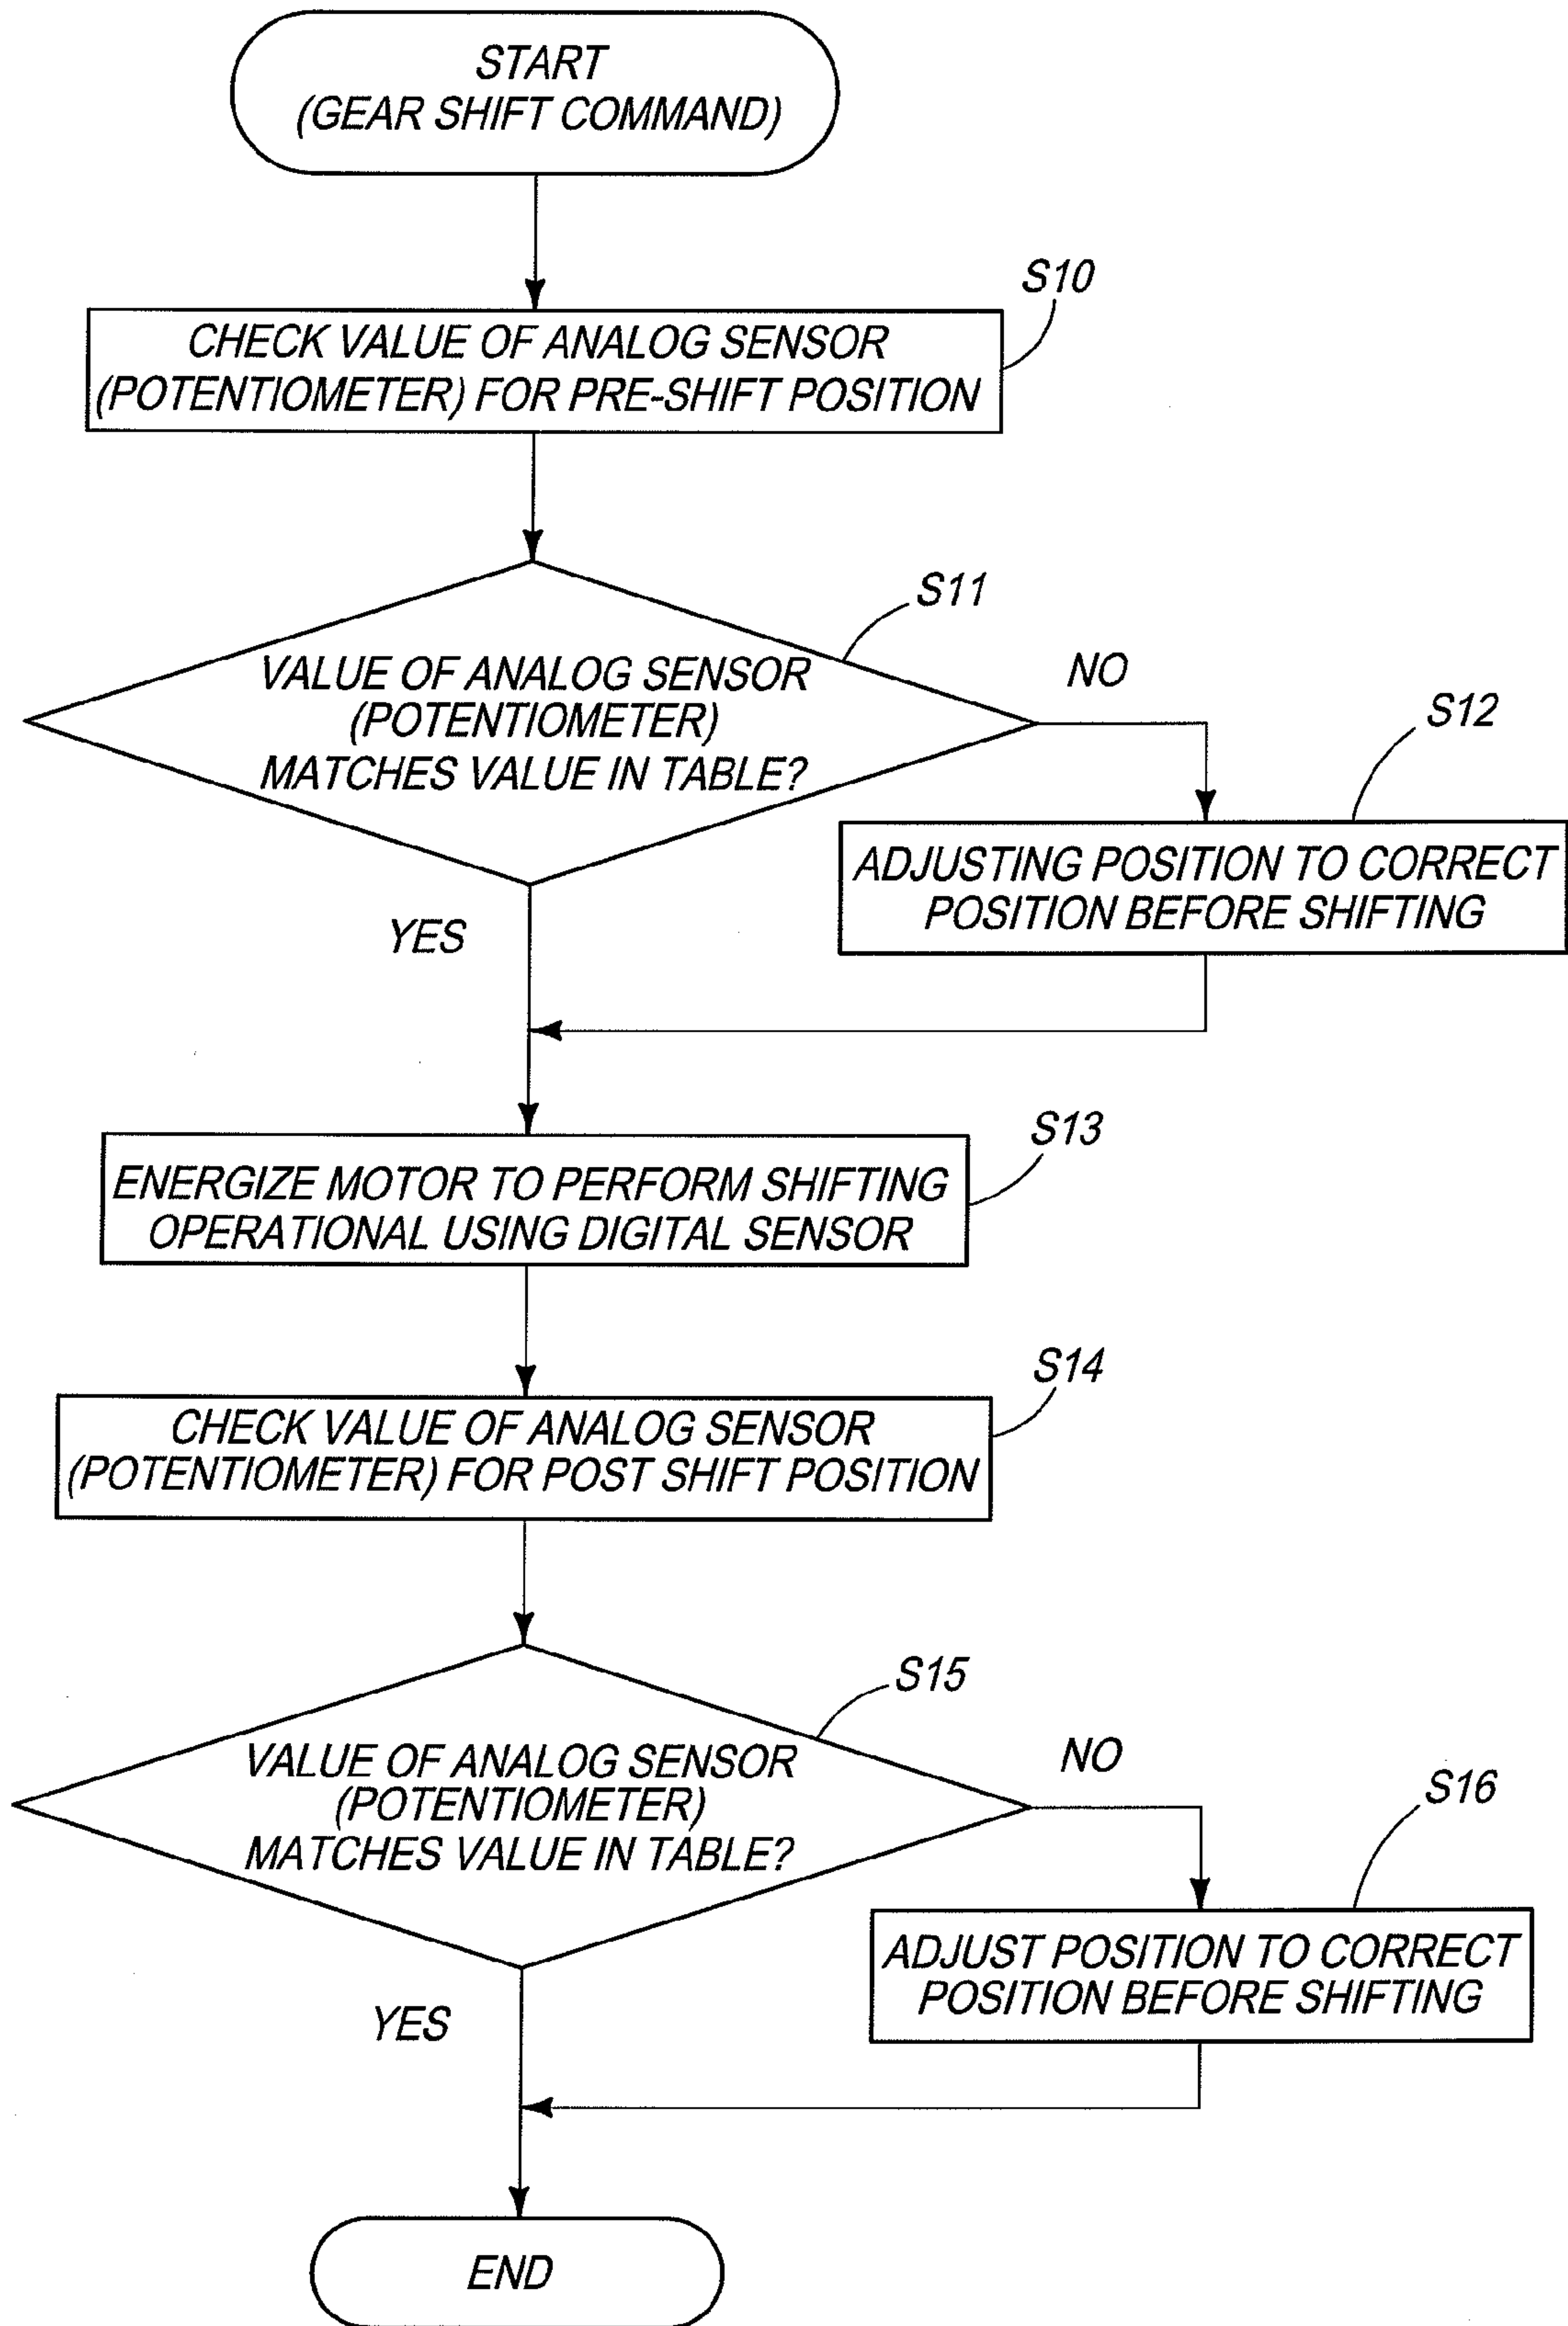 START
(GEAR SHIFT COMMAND)
S10
CHECK VALUE OF ANALOG SENSOR
(POTENTIOMETER) FOR PRE-SHIFT POSITION
S11
VALUE OF ANALOG SENSOR
(POTENTIOMETER)
MATCHES VALUE IN TABLE?
NO
S12
ADJUSTING POSITION TO CORRECT
POSITION BEFORE SHIFTING
YES
S13
ENERGIZE MOTOR TO PERFORM SHIFTING
OPERATIONAL USING DIGITAL SENSOR
S14
CHECK VALUE OF ANALOG SENSOR
(POTENTIOMETER) FOR POST SHIFT POSITION
S15
VALUE OF ANALOG SENSOR
(POTENTIOMETER)
MATCHES VALUE IN TABLE?
NO
S16
ADJUST POSITION TO CORRECT
POSITION BEFORE SHIFTING
YES
END